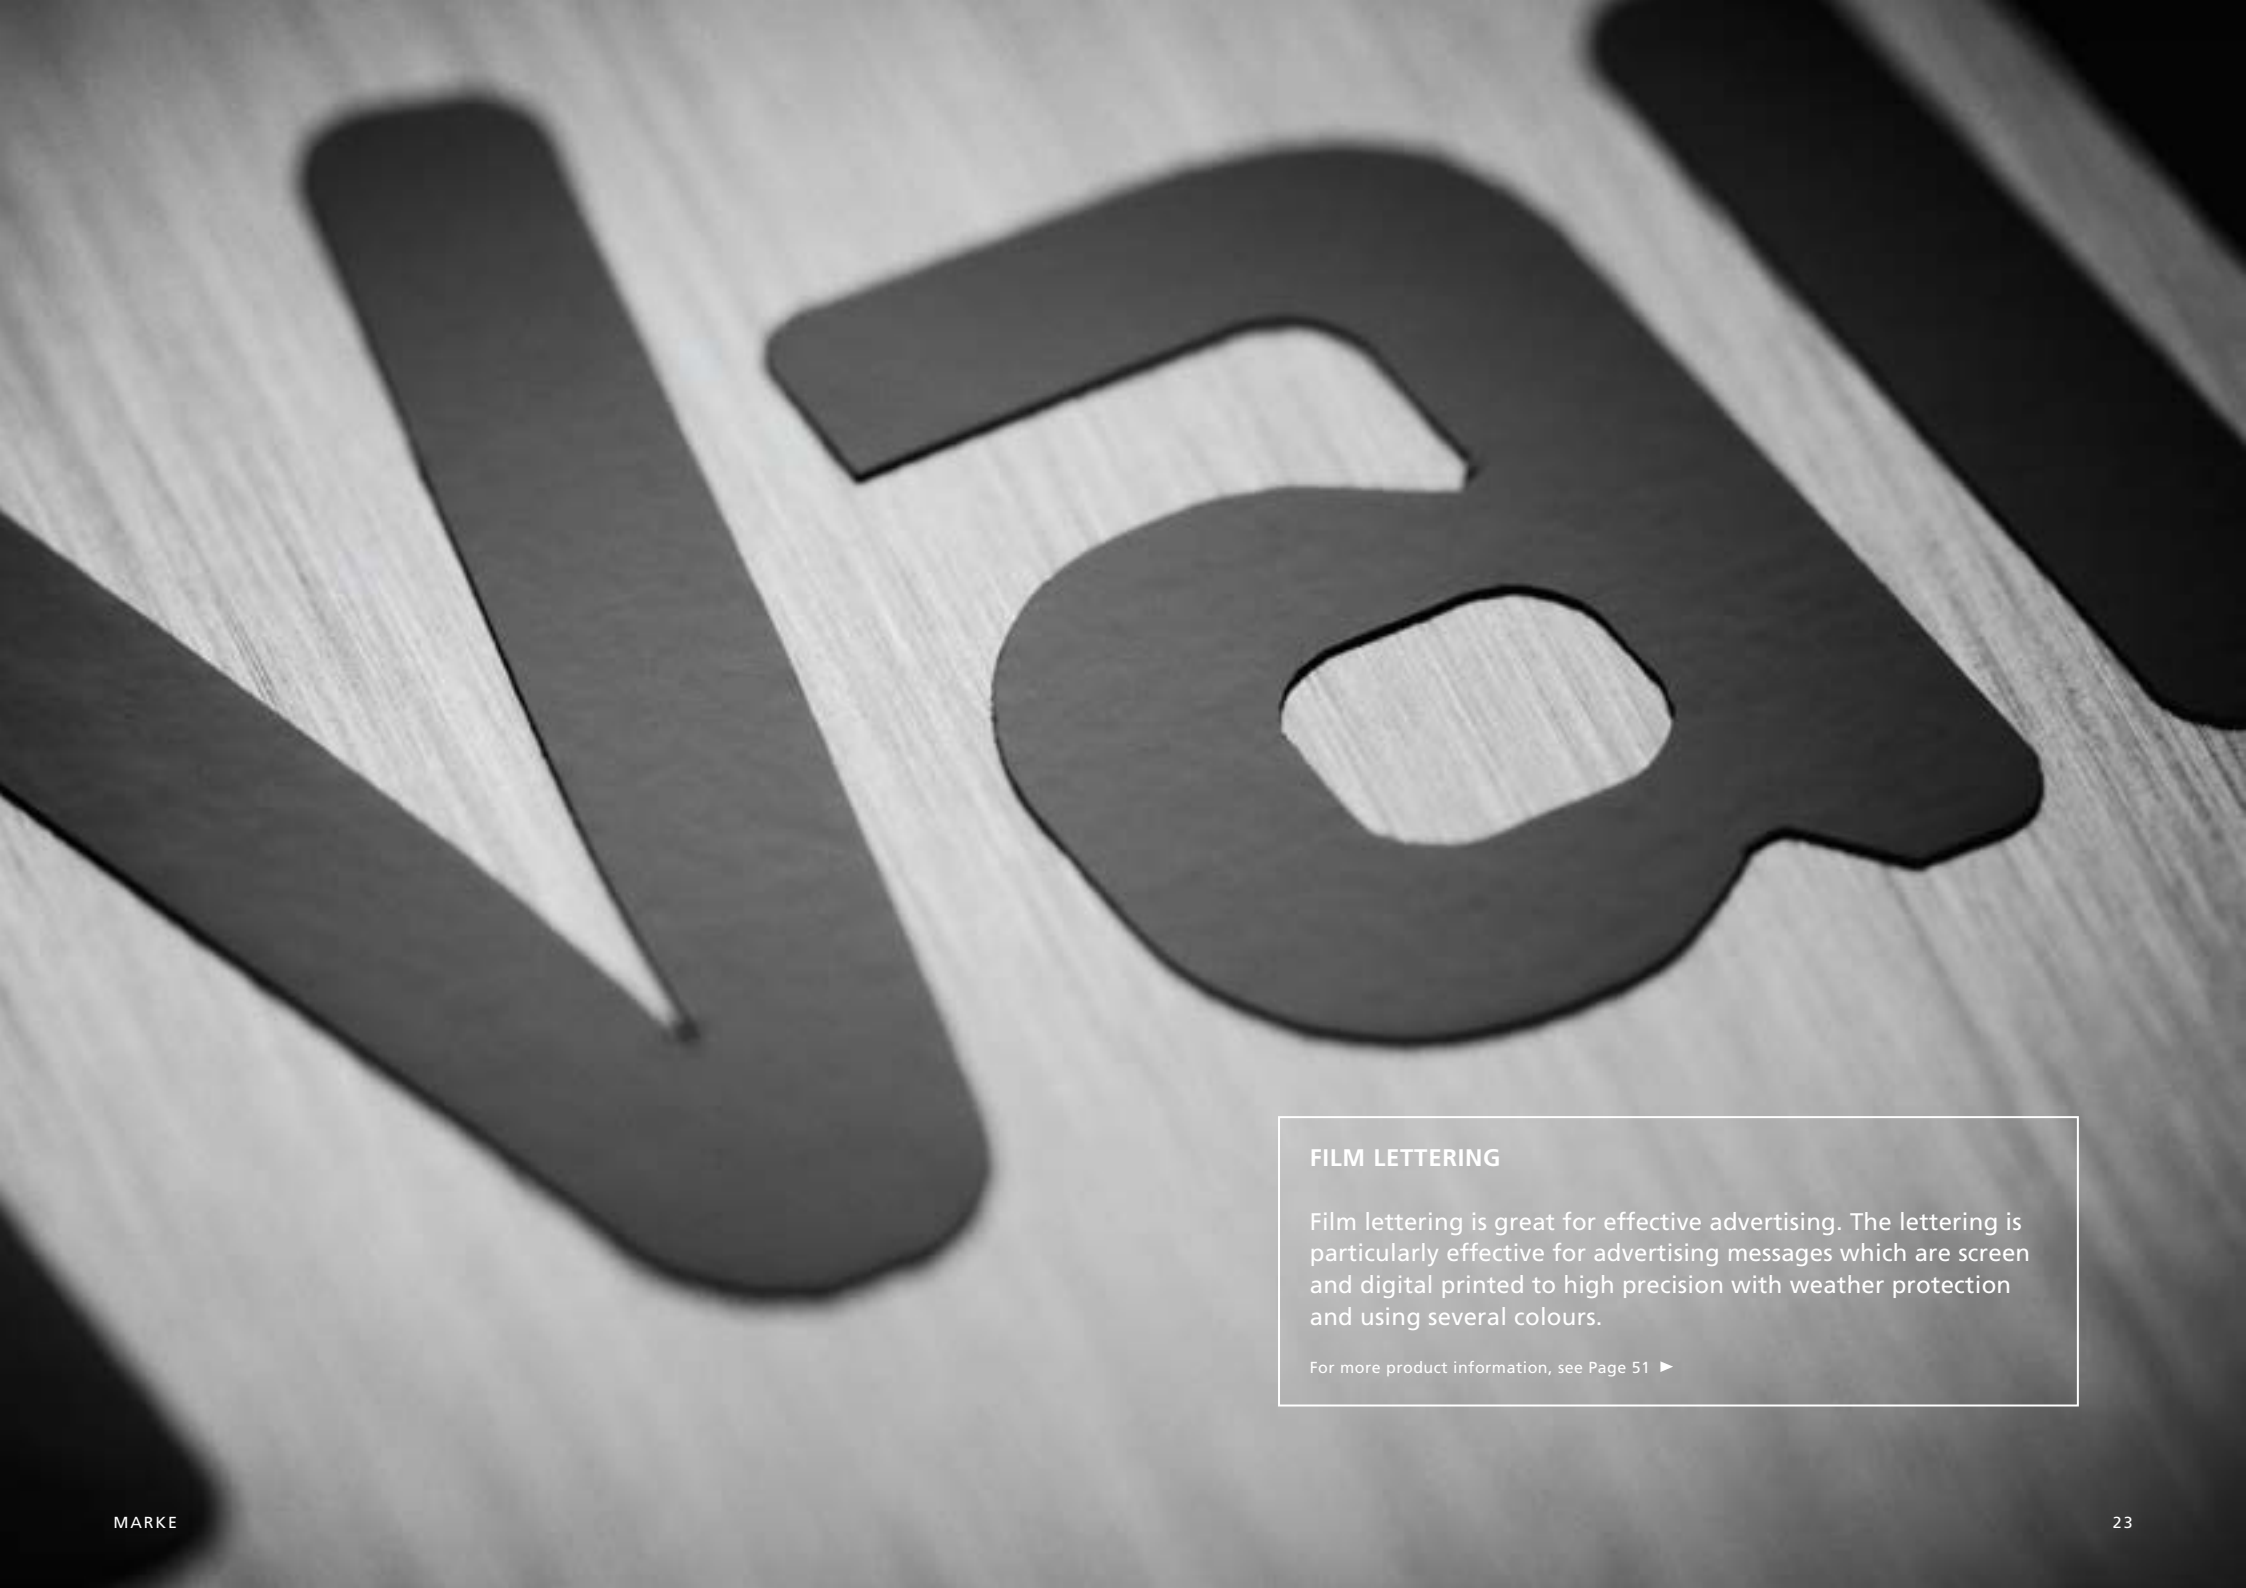 Val
FILM LETTERING
Film lettering is great for effective advertising. The lettering is
particularly effective for advertising messages which are screen
and digital printed to high precision with weather protection
and using several colours.
For more product information, see Page 51 ►
MARKE
23